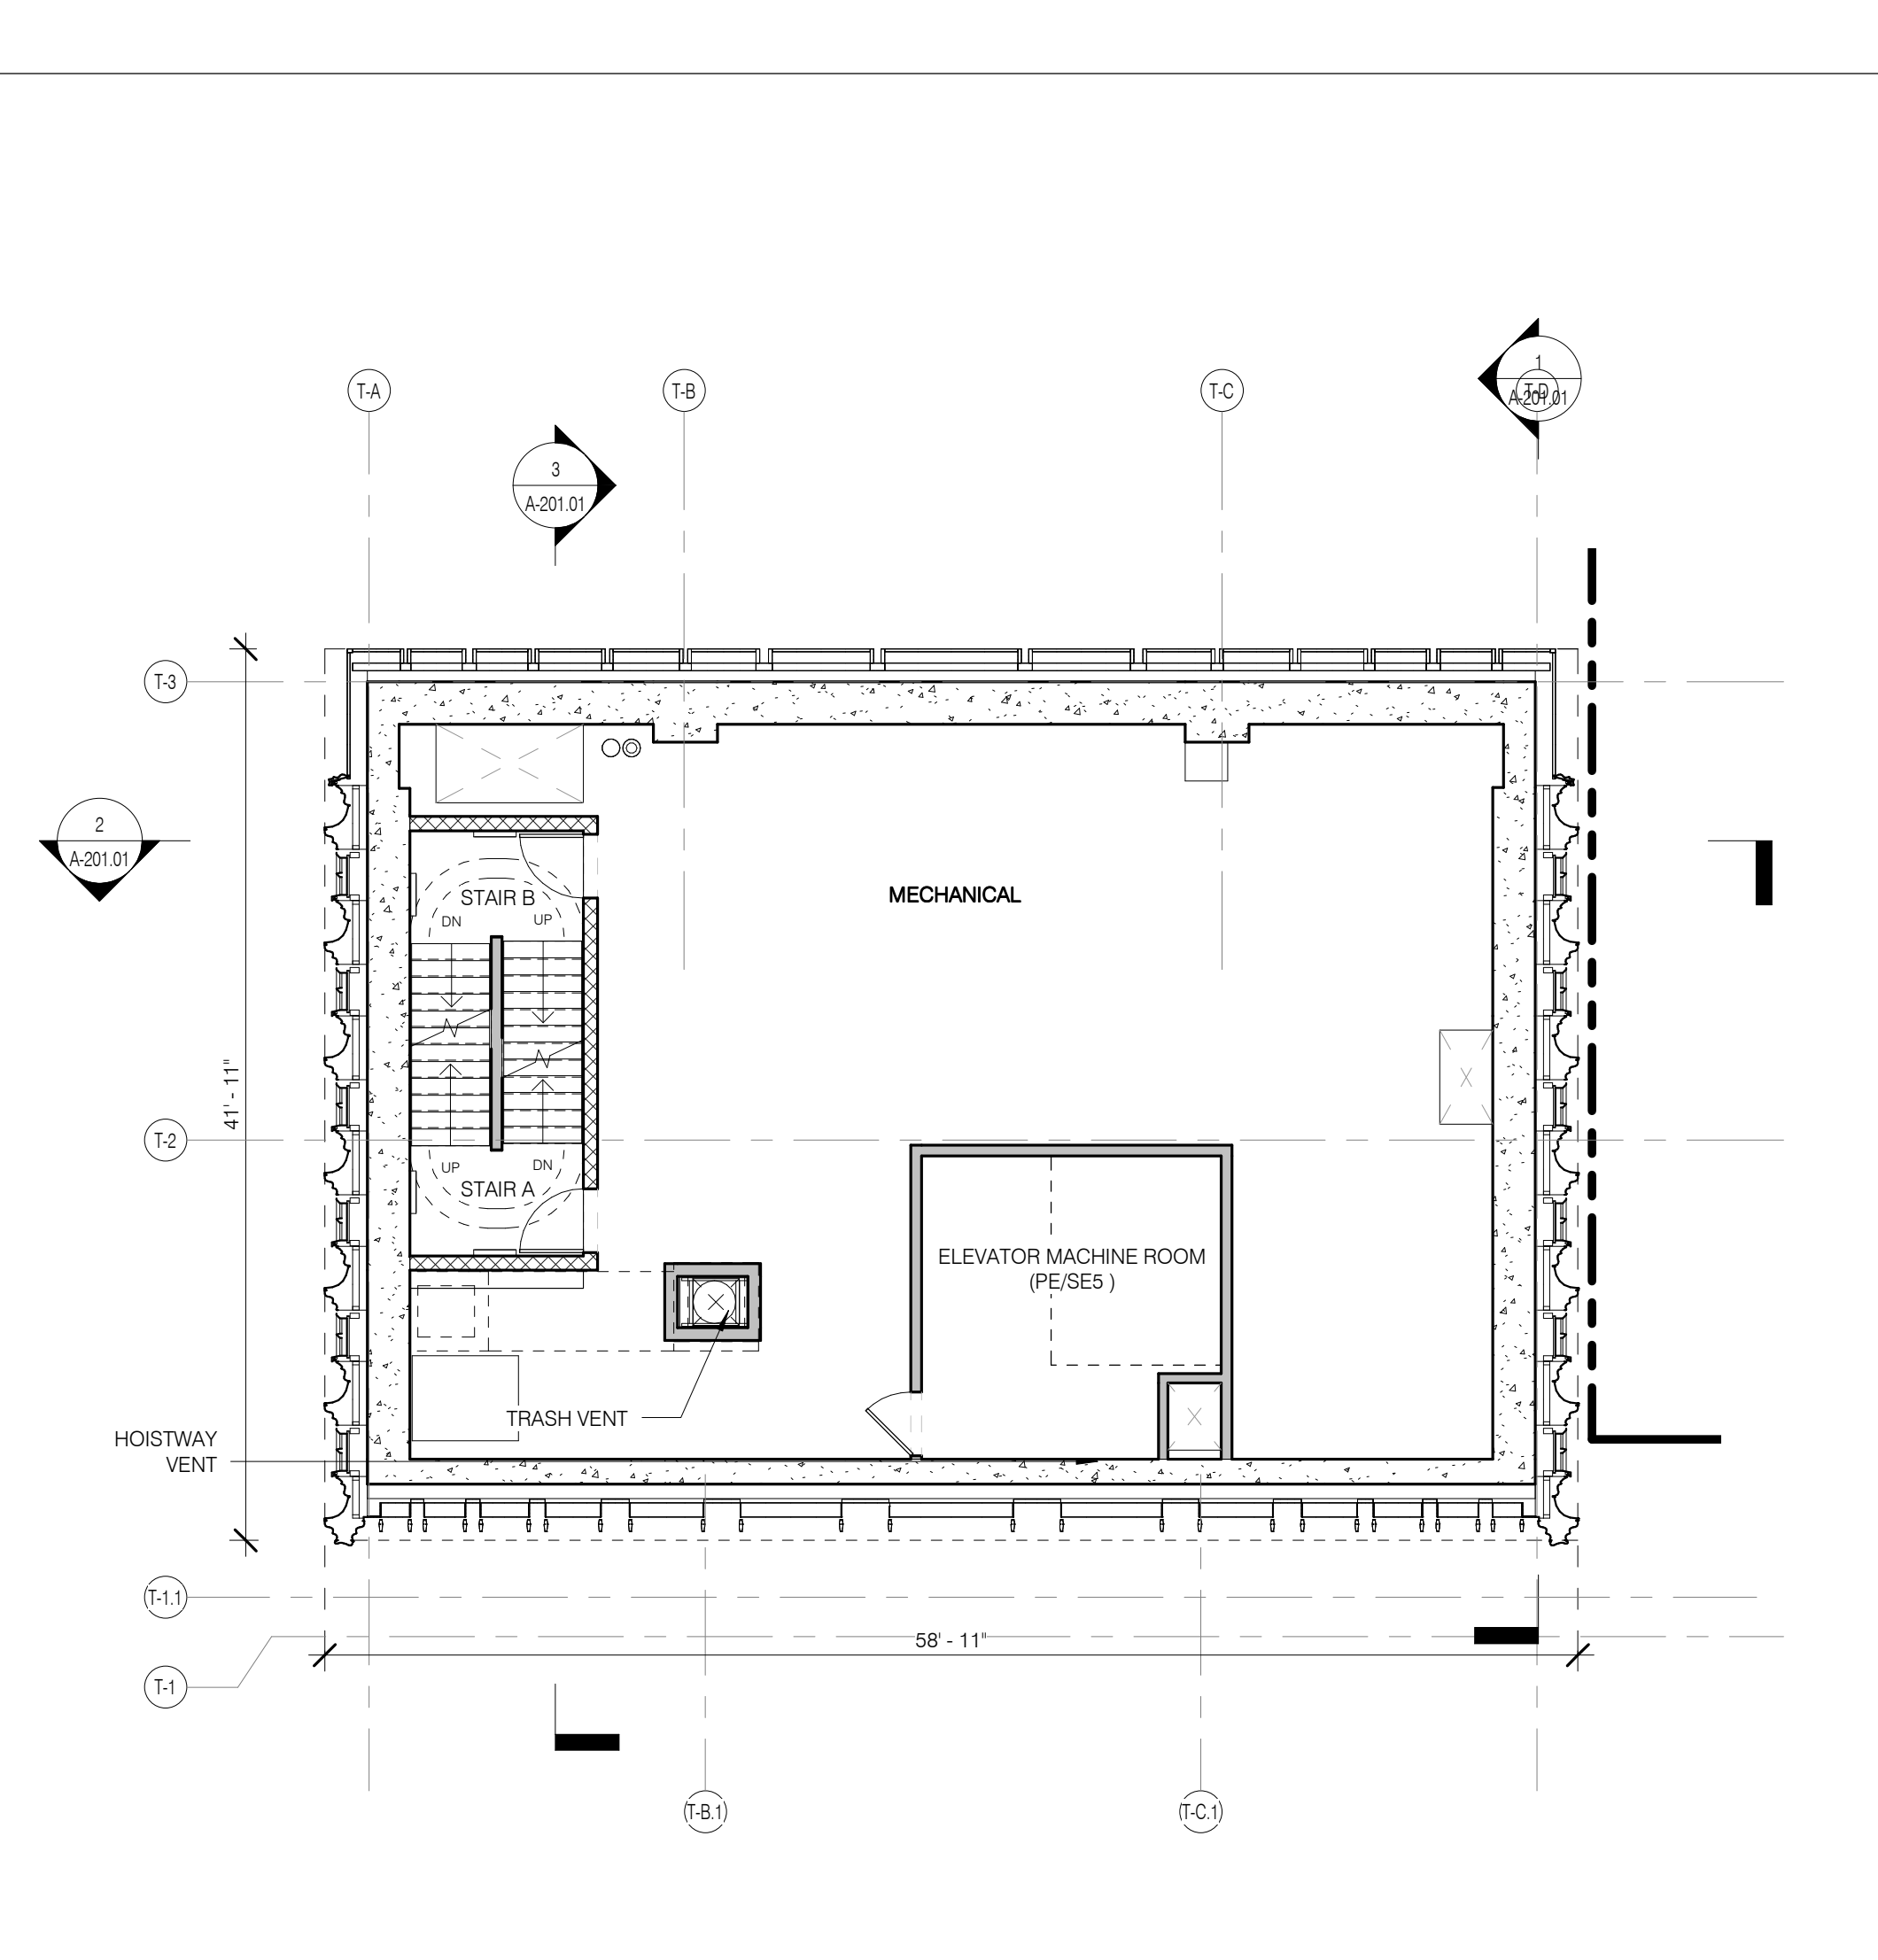 1
T-A
T-B
T-C
T-D
A-201.01
3
A-201.01
T-3
2
A-201.01
MECHANICAL
STAIR B
DN
UP
41' - 11"
T-2
UP
DN
STAIR A
ELEVATOR MACHINE ROOM
(PE/SE5 )
TRASH VENT
HOISTWAY
VENT
T-1.1
58' - 11"
T-1
T-B.1
T-C.1